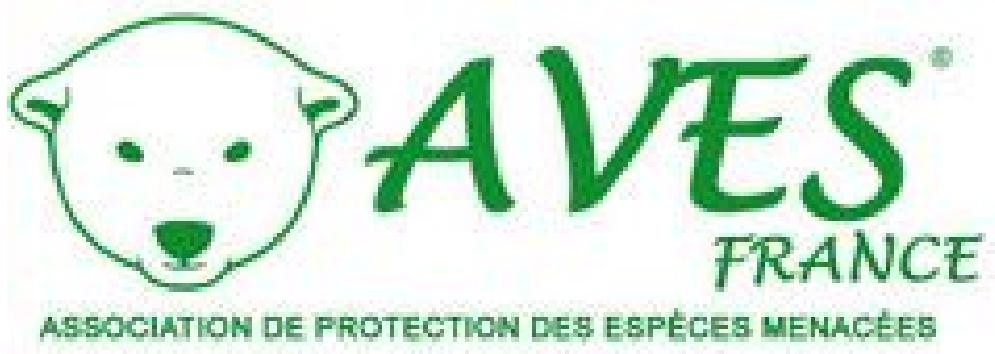 AVES®
FRANCE
ASSOCIATION DE PROTECTION DES ESPÈCES MENACÉES